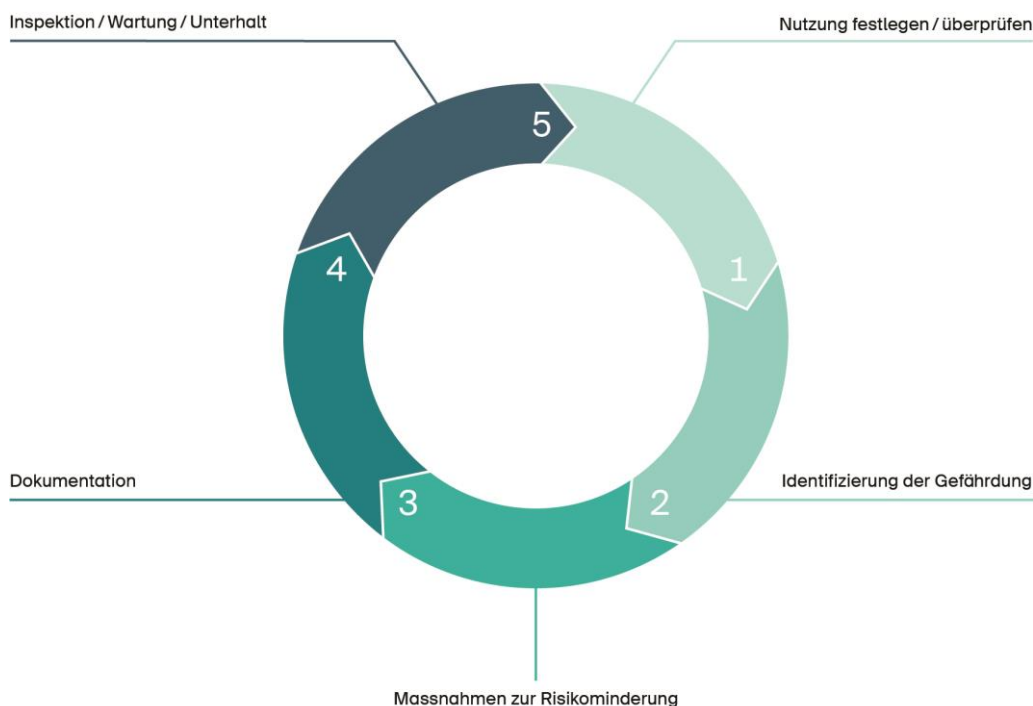 Inspektion / Wartung / Unterhalt
Nutzung festlegen / überprüfen
5
1
4
Dokumentation
Identifizierung der Gefährdung
3
2
Massnahmen zur Risikominderung